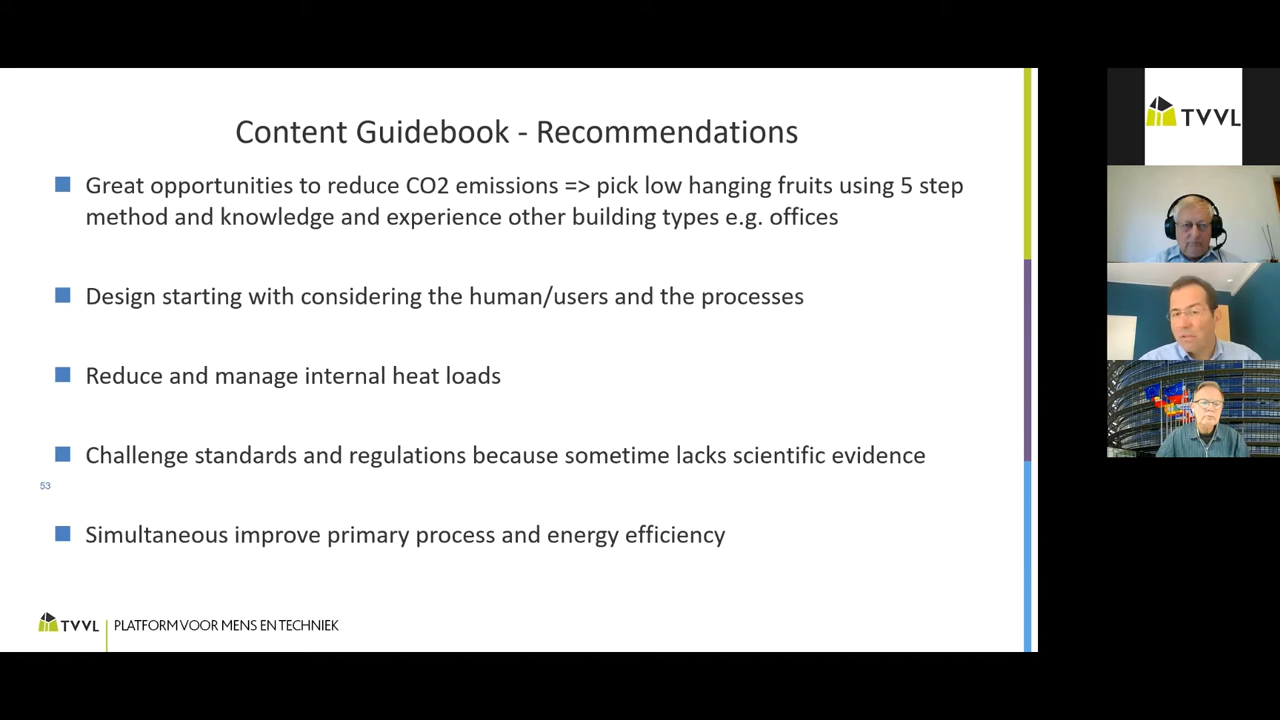 Content Guidebook - Recommendations
Great opportunities to reduce CO2 emissions => pick low hanging fruits using 5 step
method and knowledge and experience other building types e.g. offices
Design starting with considering the human/users and the processes
Reduce and manage internal heat loads
Challenge standards and regulations because sometime lacks scientific evidence
53
Simultaneous improve primary process and energy efficiency
TVVL PLATFORM VOOR MENS EN TECHNIEK
TVVL